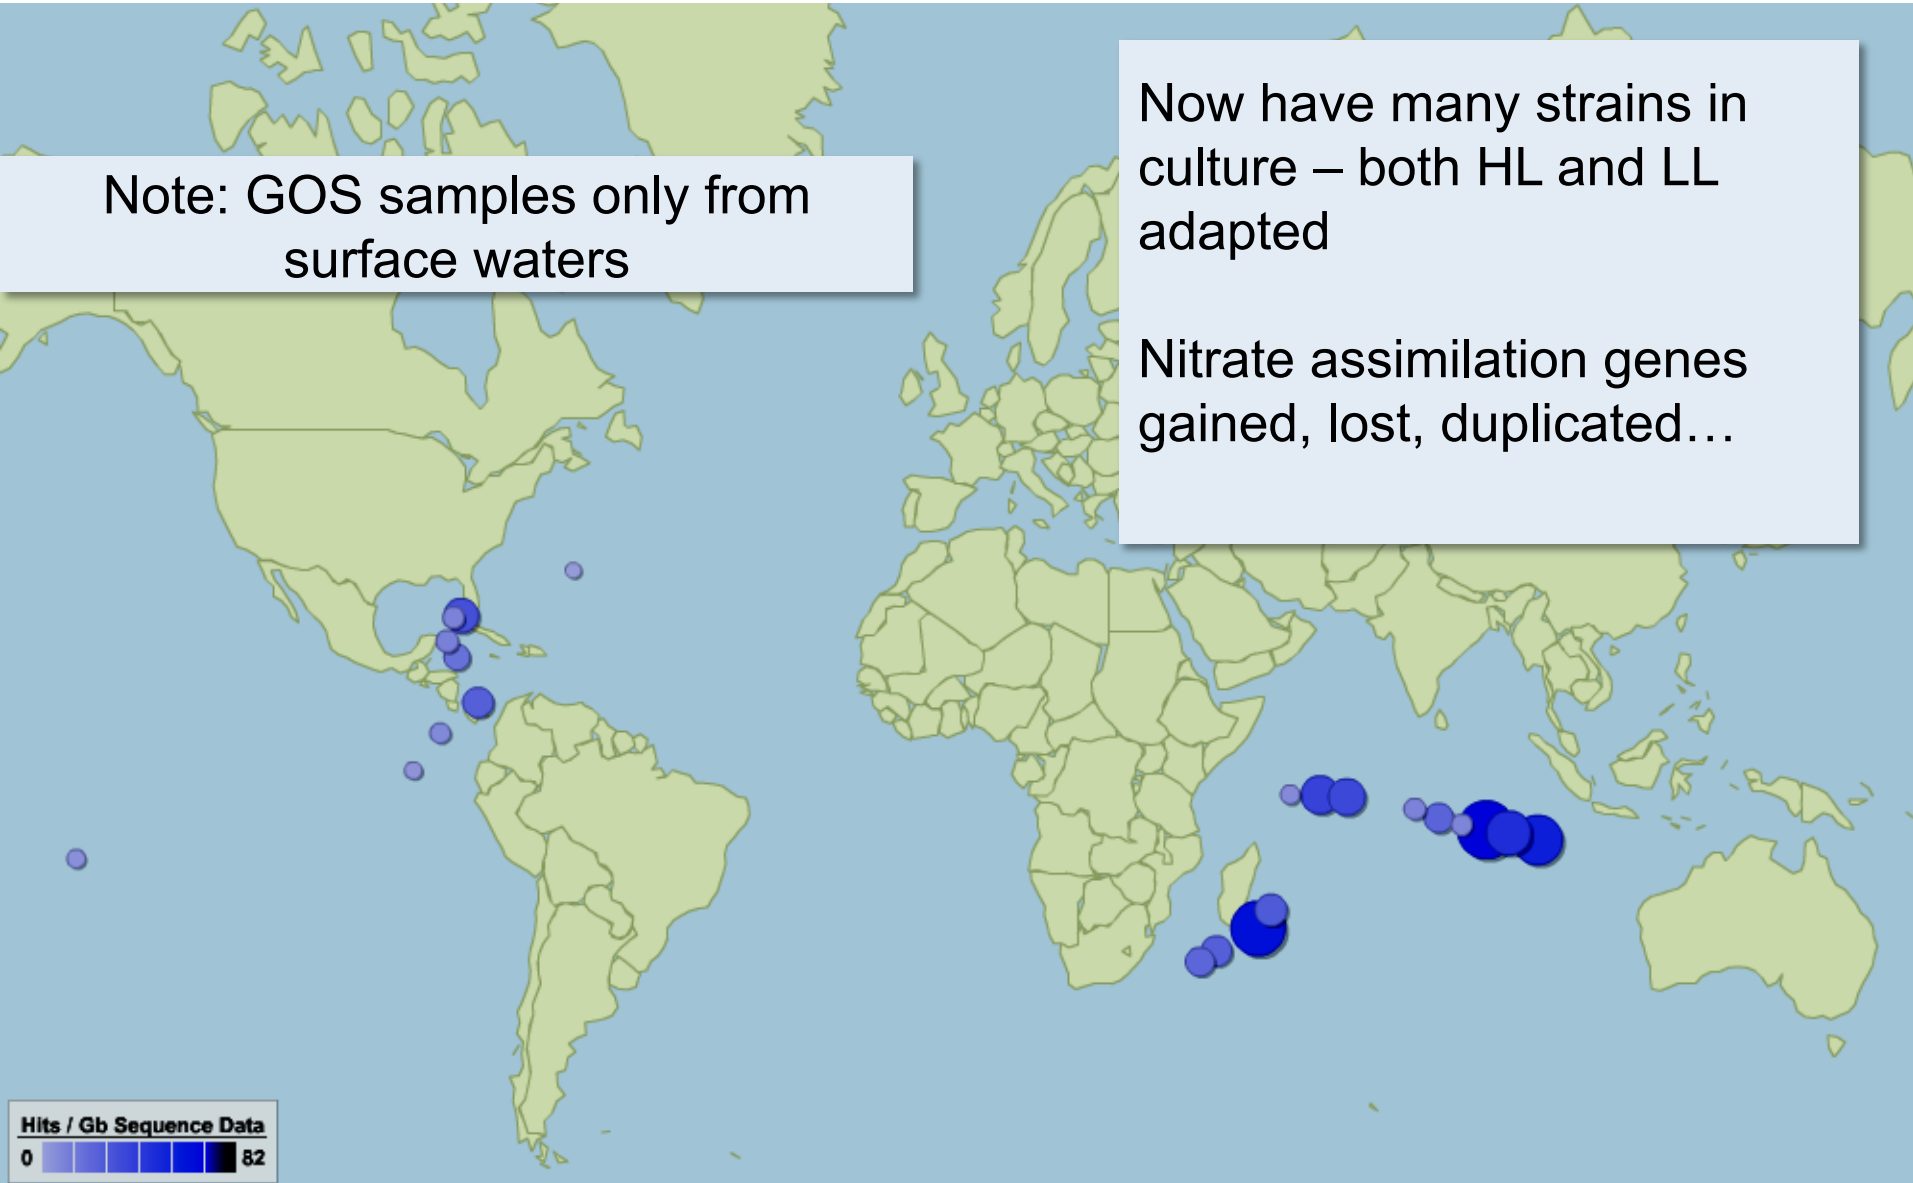 Note: GOS samples only from
surface waters
Now have many strains in
culture – both HL and LL
adapted
Nitrate assimilation genes
gained, lost, duplicated…
Hits / Gb Sequence Data
0 82